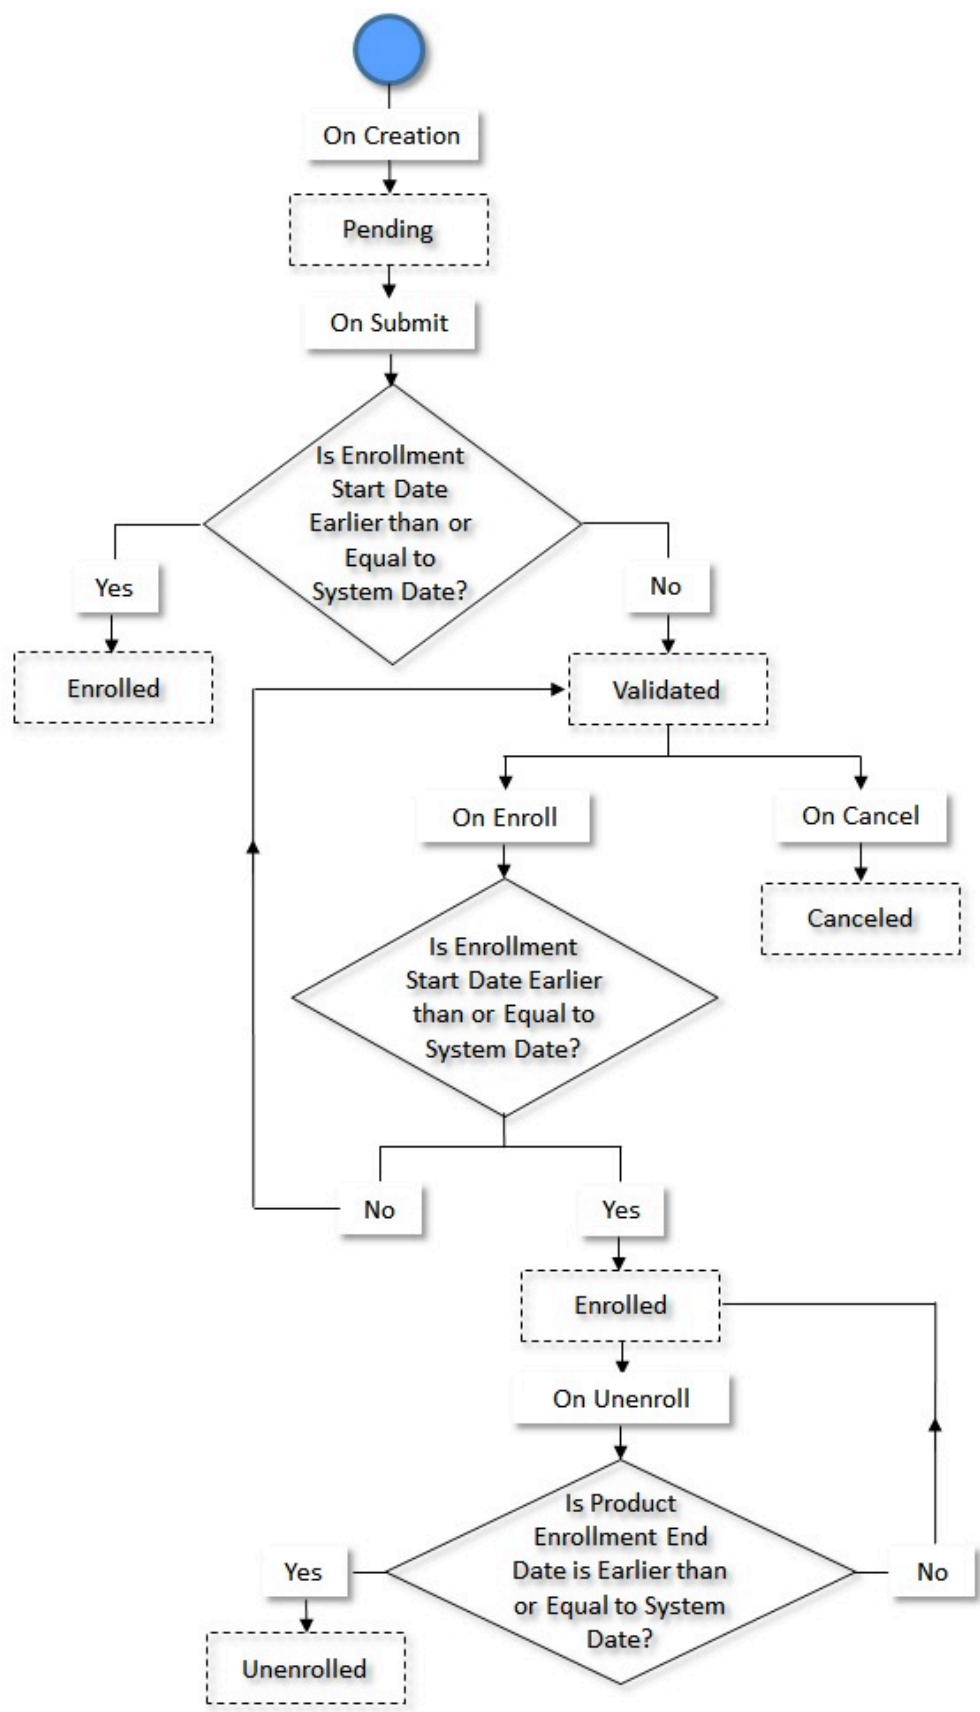 On Creation
Pending
On Submit
Is Enrollment
Start Date
Earlier than or
Equal to
System Date?
Yes
No
Enrolled
Validated
On Enroll
On Cancel
Canceled
Is Enrollment
Start Date Earlier
than or Equal to
System Date?
No
Yes
Enrolled
On Unenroll
Is Product
Enrollment End
Date is Earlier than
or Equal to System
Date?
Yes
No
Unenrolled